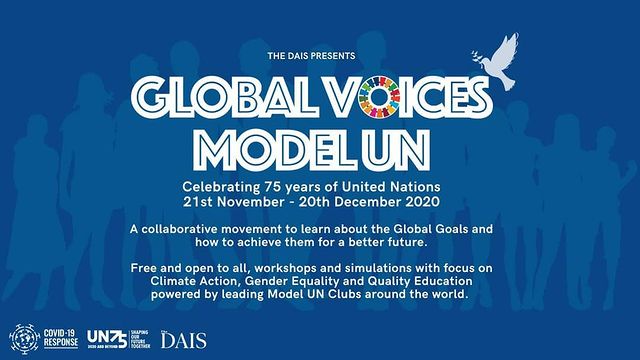 THE DAIS PRESENTS
GLOBAL VOICES
MODEL UN
Celebrating 75 years of United Nations
21st November - 20th December 2020
A collaborative movement to learn about the Global Goals and
how to achieve them for a better future.
Free and open to all, workshops and simulations with focus on
Climate Action, Gender Equality and Quality Education
powered by leading Model UN Clubs around the world.
COVID-19
RESPONSE
UN75
2020 AND BEYOND
SHAPING
OUR FUTURE
TOGETHER
The DAIS